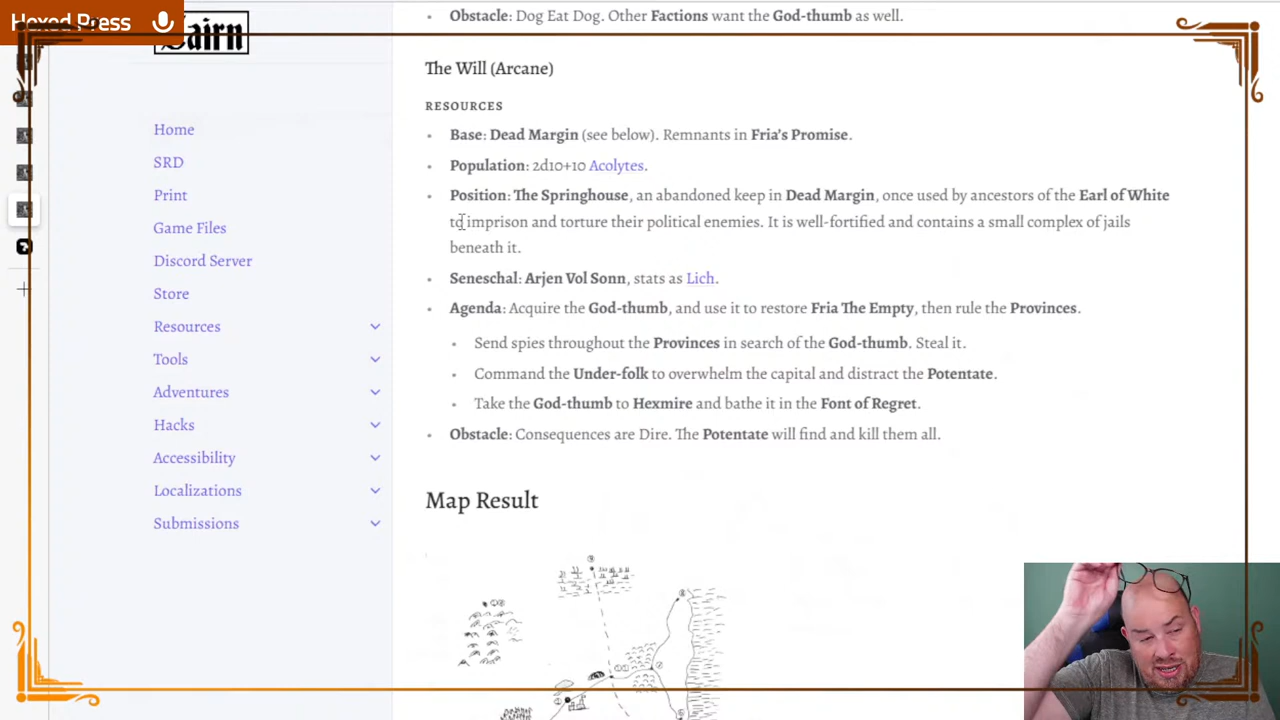 Hexed Press
Cairn
Home
SRD
Print
Game Files
Discord Server
Store
Resources
Tools
Adventures
Hacks
Accessibility
Localizations
Submissions
• Obstacle: Dog Eat Dog. Other Factions want the God-thumb as well.
The Will (Arcane)
RESOURCES
• Base: Dead Margin (see below). Remnants in Fria's Promise.
• Population: 2d10+10 Acolytes.
• Position: The Springhouse, an abandoned keep in Dead Margin, once used by ancestors of the Earl of White
to imprison and torture their political enemies. It is well-fortified and contains a small complex of jails
beneath it.
• Seneschal: Arjen Vol Sonn, stats as Lich.
• Agenda: Acquire the God-thumb, and use it to restore Fria The Empty, then rule the Provinces.
• Send spies throughout the Provinces in search of the God-thumb. Steal it.
• Command the Under-folk to overwhelm the capital and distract the Potentate.
• Take the God-thumb to Hexmire and bathe it in the Font of Regret.
• Obstacle: Consequences are Dire. The Potentate will find and kill them all.
Map Result